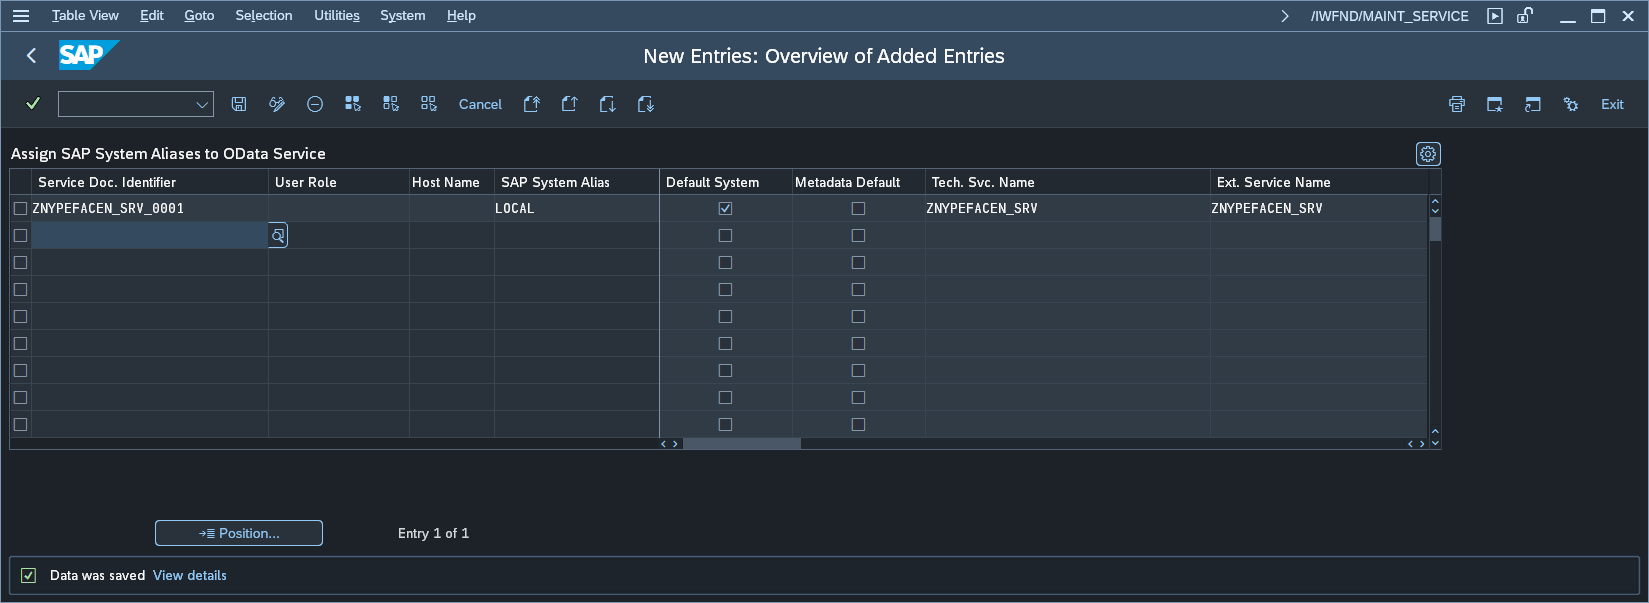 Table View Edit Goto Selection Utilities System Help /IWFND/MAINT_SERVICE
SAP New Entries: Overview of Added Entries
Cancel Exit
Assign SAP System Aliases to OData Service
Service Doc. Identifier User Role Host Name SAP System Alias Default System Metadata Default Tech. Svc. Name Ext. Service Name
ZNYPEFACEN_SRV_0001 LOCAL ZNYPEFACEN_SRV ZNYPEFACEN_SRV
Position... Entry 1 of 1
Data was saved View details